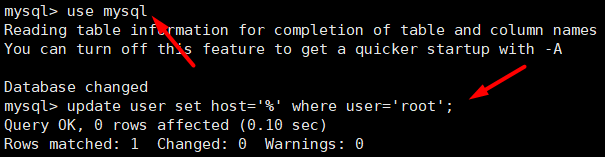 mysql> use mysql
Reading table information for completion of table and column names
You can turn off this feature to get a quicker startup with -A
Database changed
mysql> update user set host='%' where user='root';
Query OK, 0 rows affected (0.10 sec)
Rows matched: 1  Changed: 0  Warnings: 0